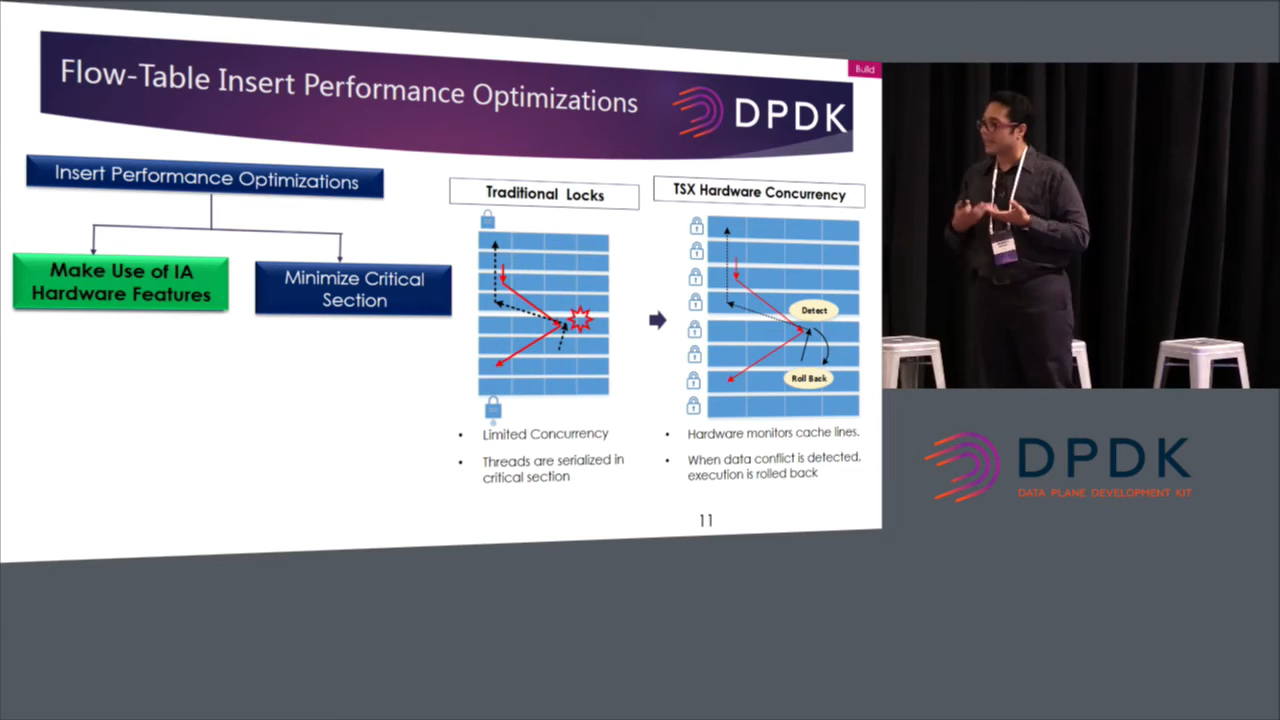 Flow-Table Insert Performance Optimizations
Build
DPDK
Insert Performance Optimizations
Make Use of IA
Hardware Features
Minimize Critical
Section
Traditional Locks
TSX Hardware Concurrency
Detect
Roll Back
• Limited Concurrency
• Threads are serialized in
critical section
• Hardware monitors cache lines.
• When data conflict is detected,
execution is rolled back
11
DPDK
DATA PLANE DEVELOPMENT KIT